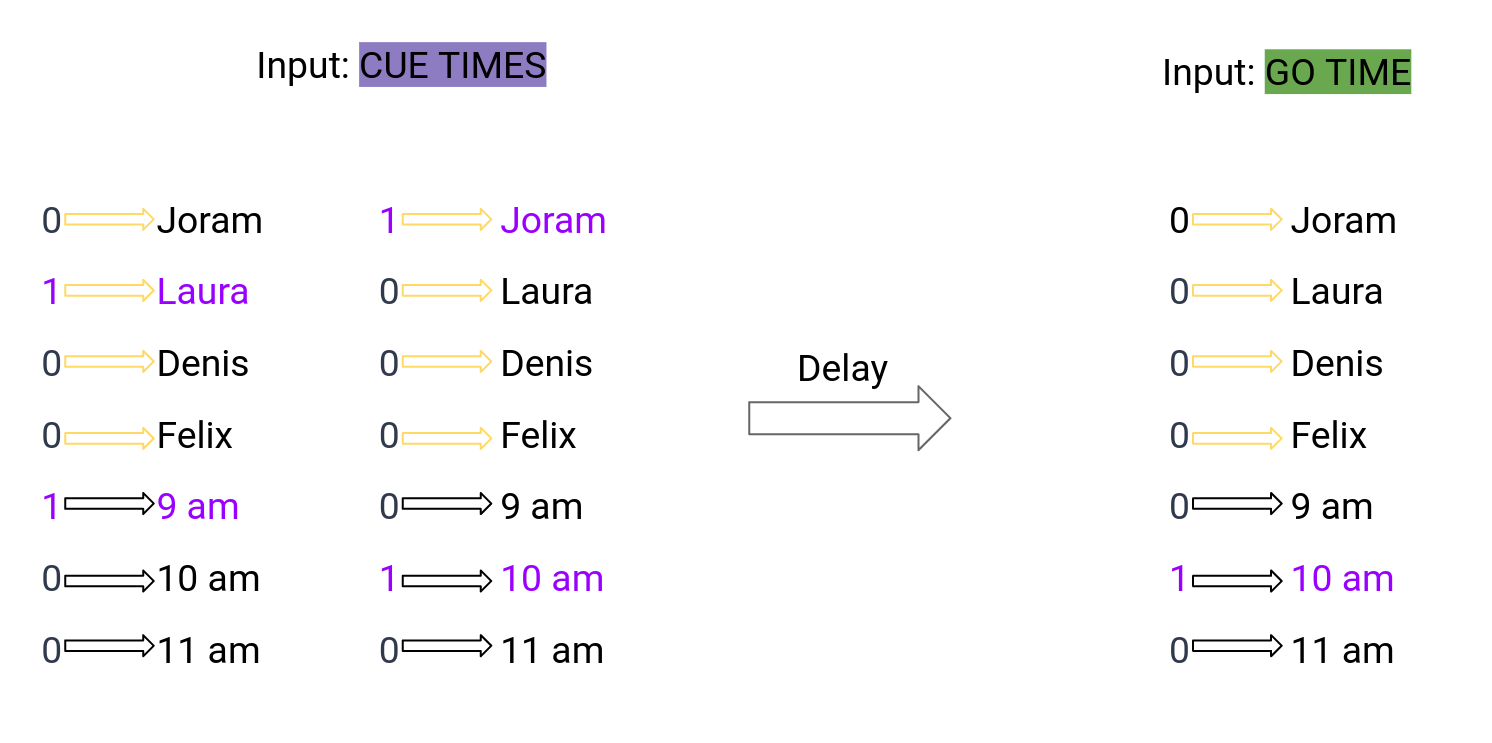 Input: CUE TIMES
Input: GO TIME
0 Joram
1 Laura
0 Denis
0 Felix
1 9 am
0 10 am
0 11 am
1 Joram
0 Laura
0 Denis
0 Felix
0 9 am
1 10 am
0 11 am
Delay
0 Joram
0 Laura
0 Denis
0 Felix
0 9 am
1 10 am
0 11 am